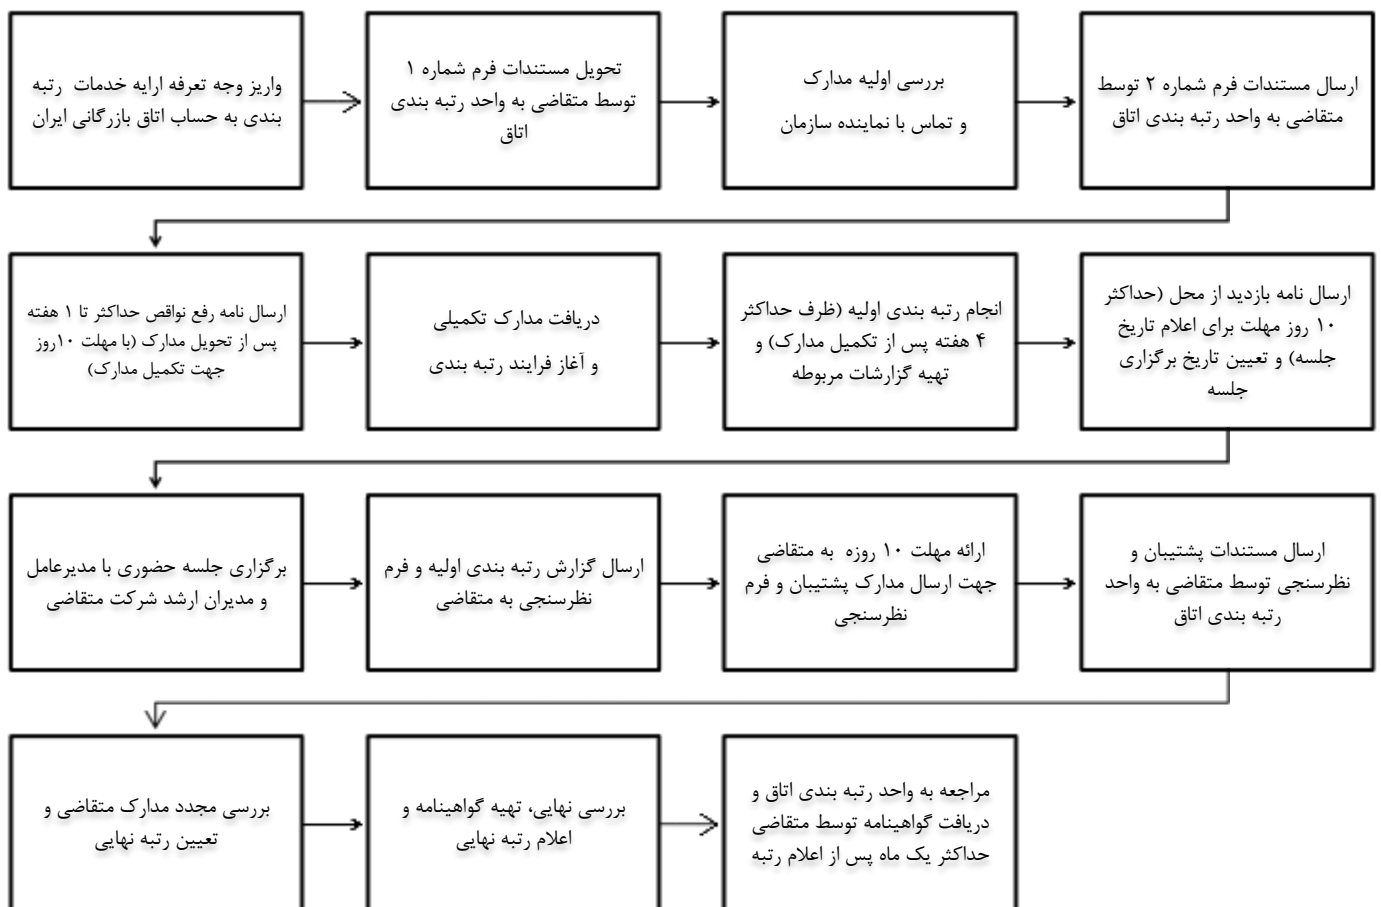 واریز وجه تعرفه ارایه خدمات رتبه
بندی به حساب اتاق بازرگانی ایران
تحویل مستندات فرم شماره ۱
توسط متقاضی به واحد رتبه بندی
اتاق
بررسی اولیه مدارک
و تماس با نماینده سازمان
ارسال مستندات فرم شماره ۲ توسط
متقاضی به واحد رتبه بندی اتاق
ارسال نامه رفع نواقص حداکثر تا ۱ هفته
پس از تحویل مدارک (با مهلت ۱۰روز
جهت تکمیل مدارک)
دریافت مدارک تکمیلی
و آغاز فرایند رتبه بندی
انجام رتبه بندی اولیه (ظرف حداکثر
۴ هفته پس از تکمیل مدارک) و
تهیه گزارشات مربوطه
ارسال نامه بازدید از محل (حداکثر
۱۰ روز مهلت برای اعلام تاریخ
جلسه) و تعیین تاریخ برگزاری
جلسه
برگزاری جلسه حضوری با مدیرعامل
و مدیران ارشد شرکت متقاضی
ارسال گزارش رتبه بندی اولیه و فرم
نظرسنجی به متقاضی
ارائه مهلت ۱۰ روزه به متقاضی
جهت ارسال مدارک پشتیبان و فرم
نظرسنجی
ارسال مستندات پشتیبان و
نظرسنجی توسط متقاضی به واحد
رتبه بندی اتاق
بررسی مجدد مدارک متقاضی و
تعیین رتبه نهایی
بررسی نهایی، تهیه گواهینامه و
اعلام رتبه نهایی
مراجعه به واحد رتبه بندی اتاق و
دریافت گواهینامه توسط متقاضی
حداکثر یک ماه پس از اعلام رتبه